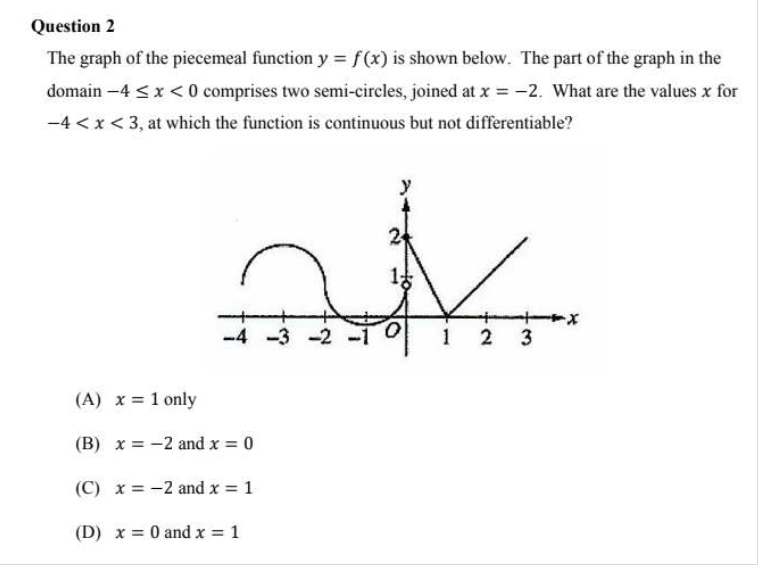 Question 2
The graph of the piecemeal function y = f(x) is shown below. The part of the graph in the
domain −4 ≤ x < 0 comprises two semi-circles, joined at x = −2. What are the values x for
−4 < x < 3, at which the function is continuous but not differentiable?
y
2
1
x
-4 -3 -2 -1 0 1 2 3
(A) x = 1 only
(B) x = −2 and x = 0
(C) x = −2 and x = 1
(D) x = 0 and x = 1